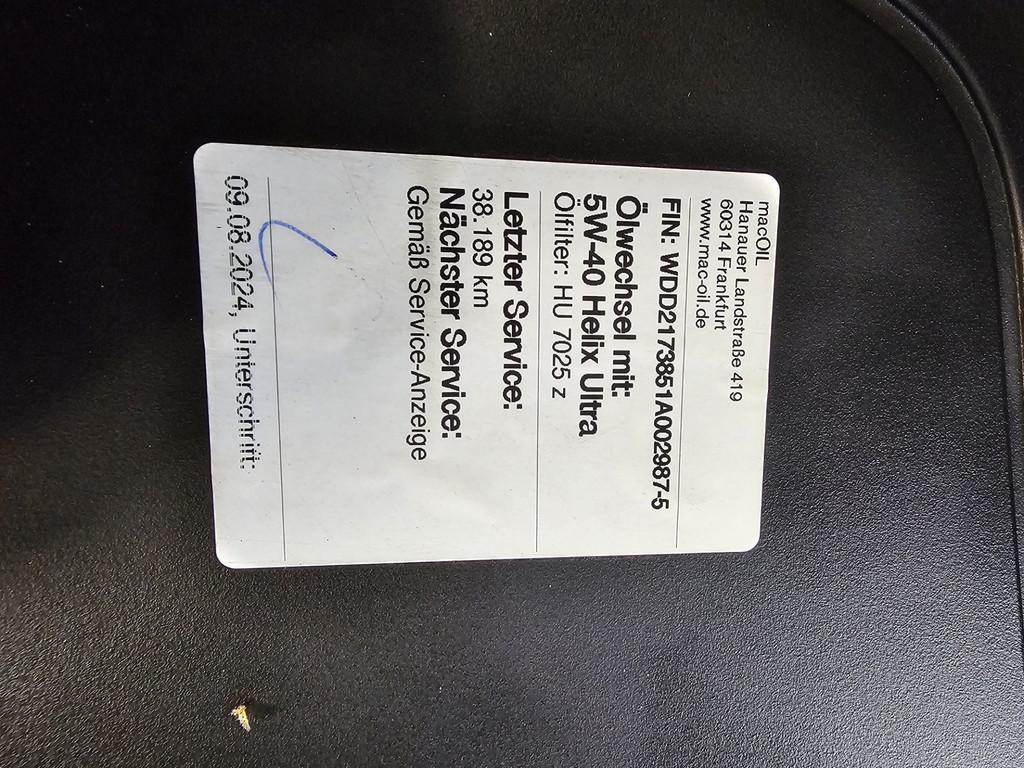 macOIL
Hanauer Landstraße 419
60314 Frankfurt
www.mac-oil.de
FIN: WDD2173851A002987-5
Ölwechsel mit:
5W-40 Helix Ultra
Ölfilter: HU 7025 z
Letzter Service:
38.189 km
Nächster Service:
Gemäß Service-Anzeige
09.08.2024, Unterschrift: